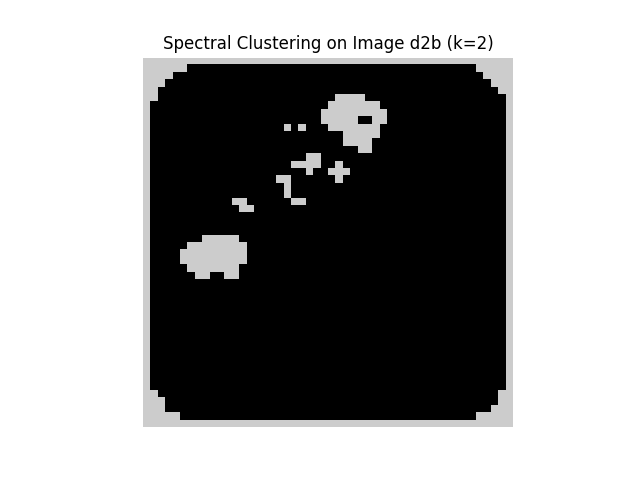 Spectral Clustering on Image d2b (k=2)